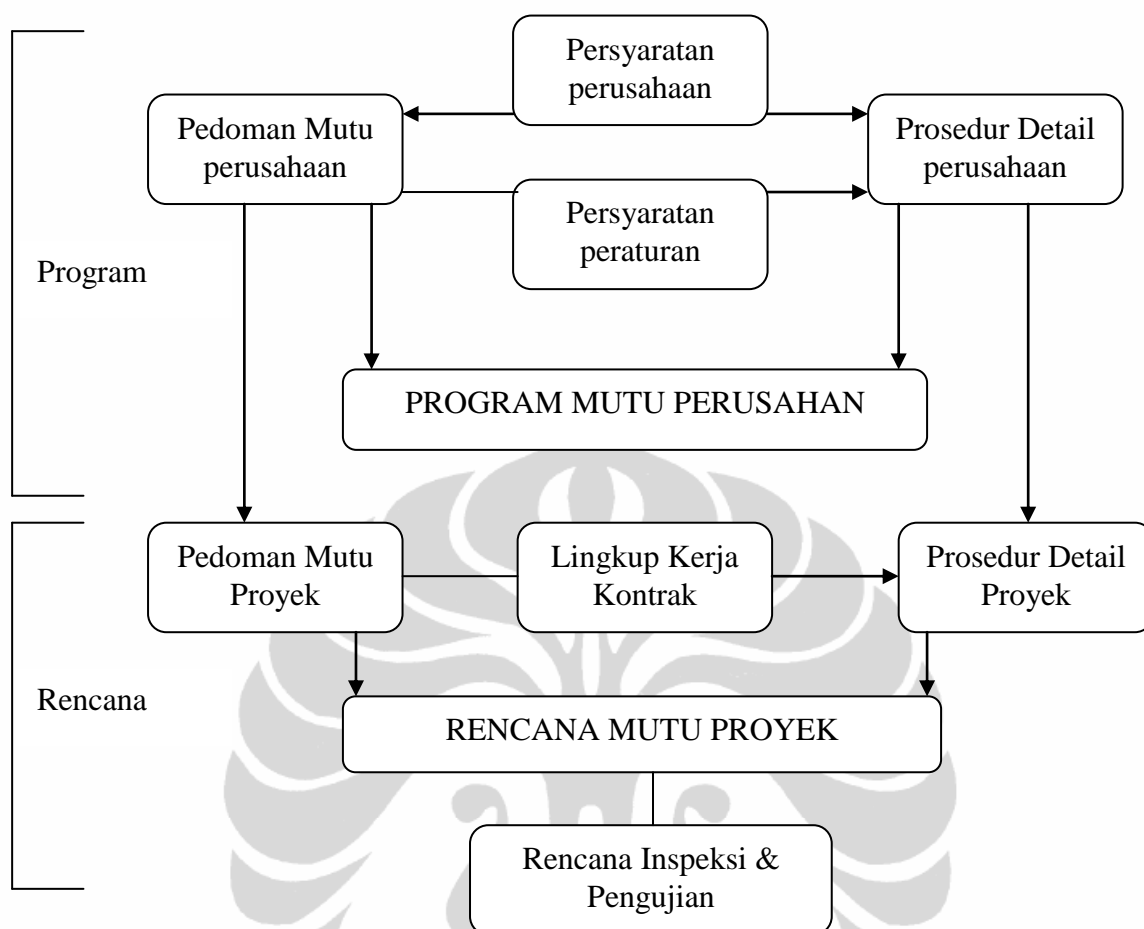 Persyaratan
perusahaan
Pedoman Mutu
perusahaan
Prosedur Detail
perusahaan
Persyaratan
peraturan
Program
PROGRAM MUTU PERUSAHAN
Pedoman Mutu
Proyek
Lingkup Kerja
Kontrak
Prosedur Detail
Proyek
Rencana
RENCANA MUTU PROYEK
Rencana Inspeksi &
Pengujian